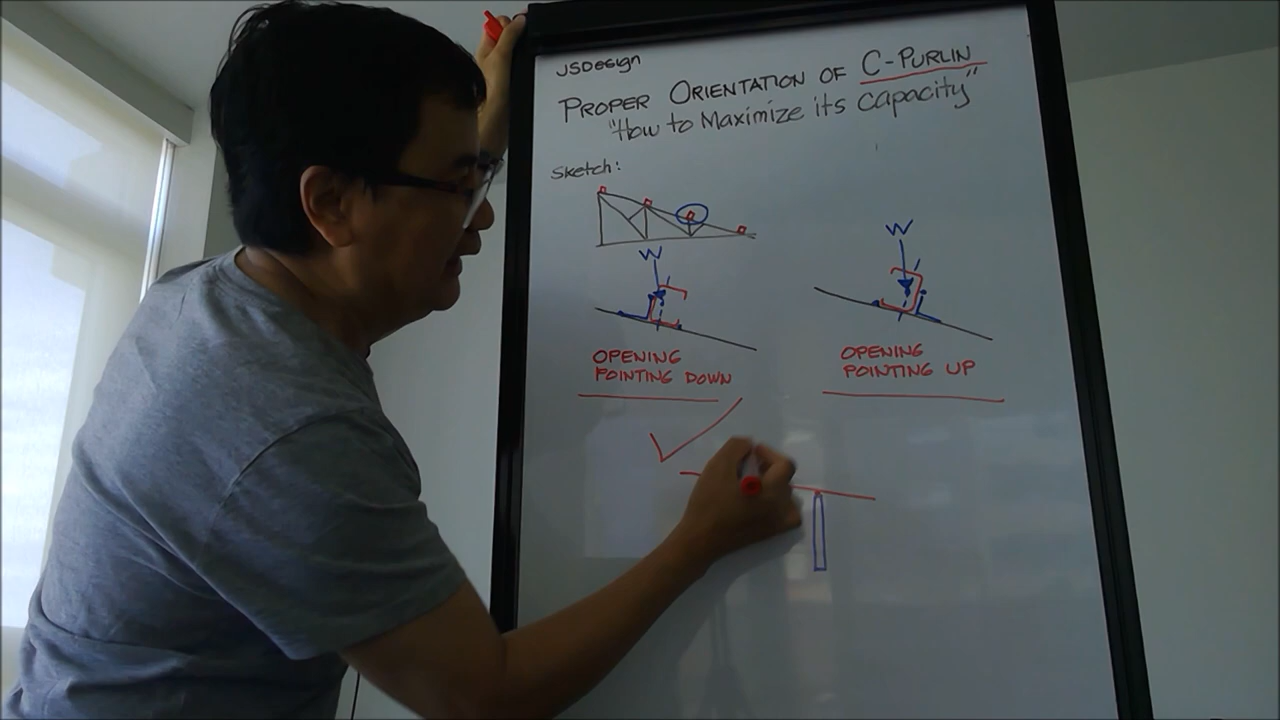 JSDesign
PROPER ORIENTATION OF C-PURLIN
"How to Maximize its Capacity"
Sketch:
W
W
OPENING
POINTING DOWN
OPENING
POINTING UP